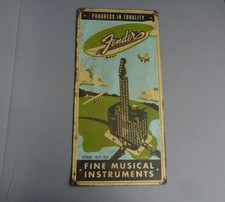 PROGRESS IN TONALITY
Fender
FINE MUSICAL
INSTRUMENTS